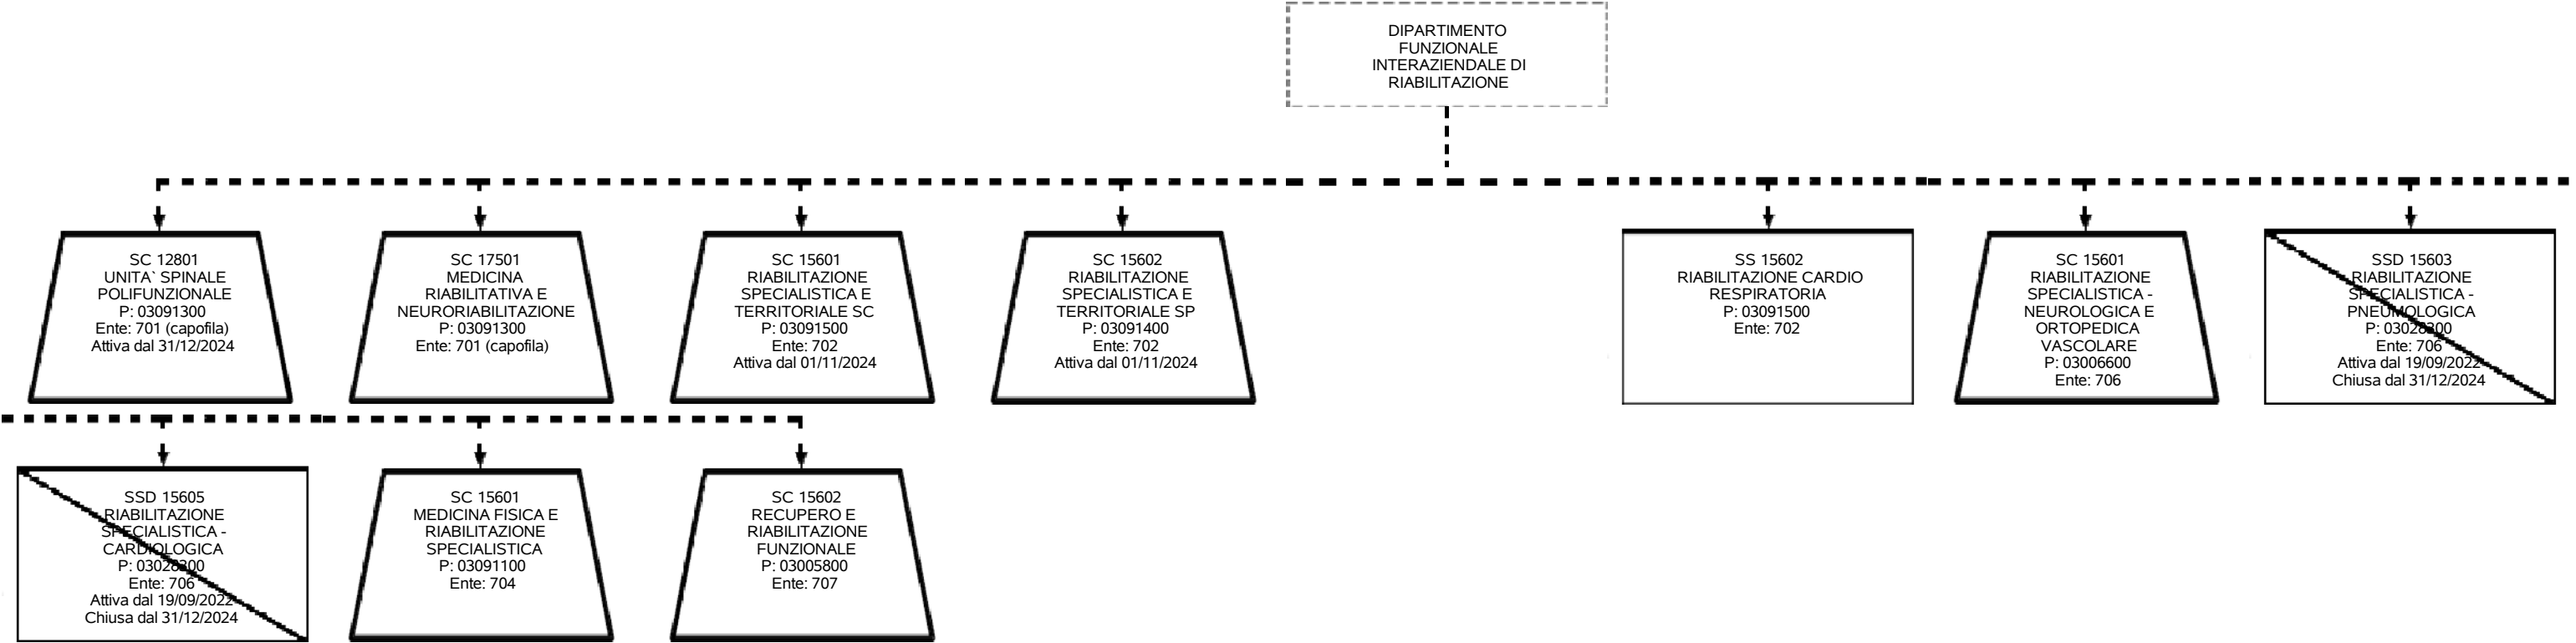 DIPARTIMENTO
FUNZIONALE
INTERAZIENDALE DI
RIABILITAZIONE
SC 12801
UNITA` SPINALE
POLIFUNZIONALE
P: 03091300
Ente: 701 (capofila)
Attiva dal 31/12/2024
SC 17501
MEDICINA
RIABILITATIVA E
NEURORIABILITAZIONE
P: 03091300
Ente: 701 (capofila)
SC 15601
RIABILITAZIONE
SPECIALISTICA E
TERRITORIALE SC
P: 03091500
Ente: 702
Attiva dal 01/11/2024
SC 15602
RIABILITAZIONE
SPECIALISTICA E
TERRITORIALE SP
P: 03091400
Ente: 702
Attiva dal 01/11/2024
SS 15602
RIABILITAZIONE CARDIO
RESPIRATORIA
P: 03091500
Ente: 702
SC 15601
RIABILITAZIONE
SPECIALISTICA -
NEUROLOGICA E
ORTOPEDICA
VASCOLARE
P: 03006600
Ente: 706
SSD 15603
RIABILITAZIONE
SPECIALISTICA -
PNEUMOLOGICA
P: 03028300
Ente: 706
Attiva dal 19/09/2022
Chiusa dal 31/12/2024
SSD 15605
RIABILITAZIONE
SPECIALISTICA -
CARDIOLOGICA
P: 03028300
Ente: 706
Attiva dal 19/09/2022
Chiusa dal 31/12/2024
SC 15601
MEDICINA FISICA E
RIABILITAZIONE
SPECIALISTICA
P: 03091100
Ente: 704
SC 15602
RECUPERO E
RIABILITAZIONE
FUNZIONALE
P: 03005800
Ente: 707